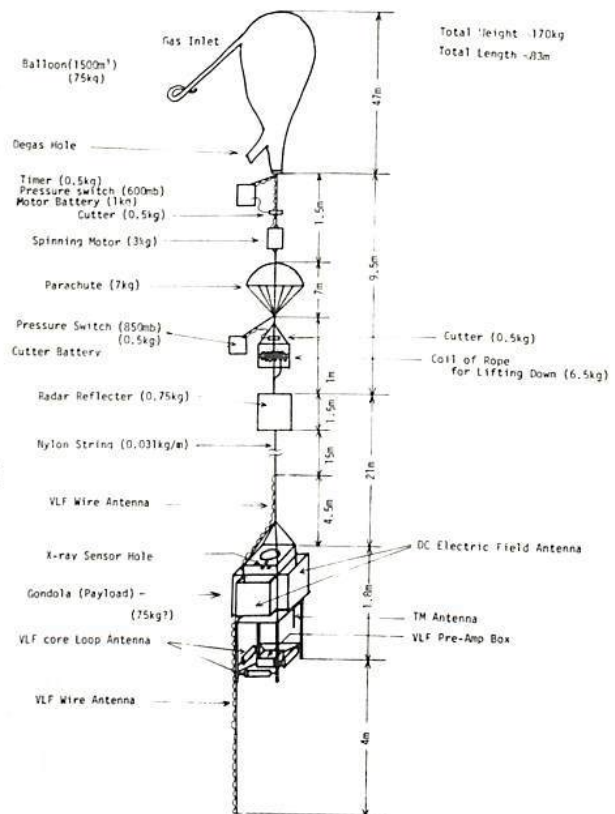 Total Weight ~170kg
Total Length ~83m
Gas Inlet
Balloon(1500m³)
(75kg)
47m
Degas Hole
Timer (0.5kg)
Pressure switch (600mb)
Motor Battery (1kg)
Cutter (0.5kg)
1.5m
Spinning Motor (3kg)
9.5m
Parachute (7kg)
7m
Pressure Switch (850mb)
(0.5kg)
Cutter Battery
Cutter (0.5kg)
Coil of Rope
for Lifting Down (6.5kg)
1m
Radar Reflecter (0.75kg)
1.5m
Nylon String (0.031kg/m)
15m
21m
VLF Wire Antenna
4.5m
X-ray Sensor Hole
DC Electric Field Antenna
Gondola (Payload) -
(75kg?)
1.8m
TM Antenna
VLF core Loop Antenna
VLF Pre-Amp Box
VLF Wire Antenna
4m